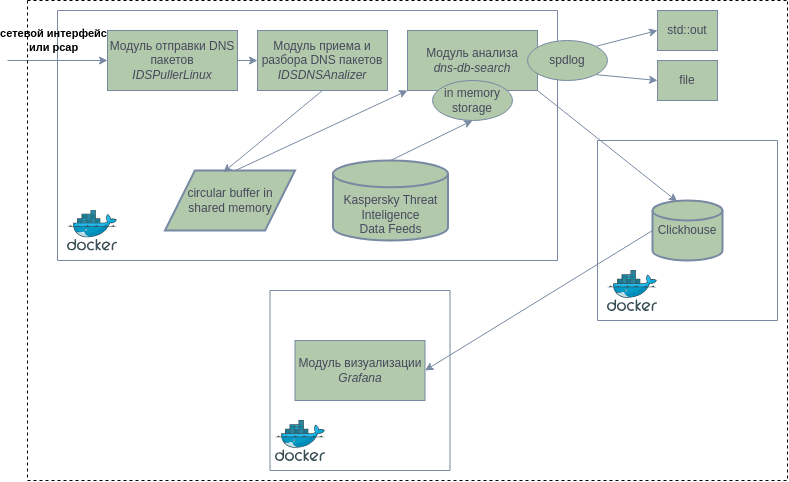 сетевой интерфейс
или pcap
Модуль отправки DNS
пакетов
IDSPullerLinux
Модуль приема и
разбора DNS пакетов
IDSDNSAnalizer
Модуль анализа
dns-db-search
in memory
storage
spdlog
std::out
file
circular buffer in
shared memory
Kaspersky Threat
Inteligence
Data Feeds
docker
Clickhouse
docker
Модуль визуализации
Grafana
docker